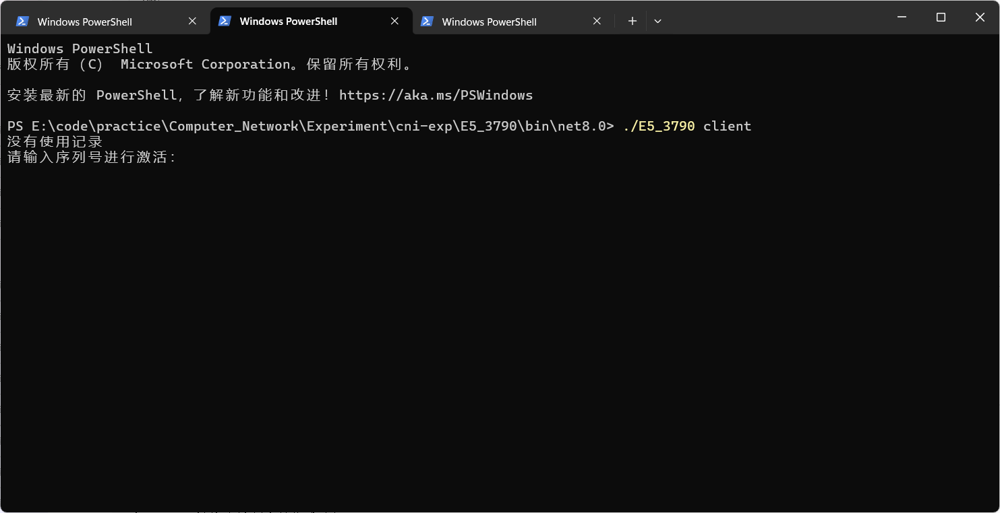 Windows PowerShell
Windows PowerShell
Windows PowerShell
Windows PowerShell
版权所有（C） Microsoft Corporation。保留所有权利。
安装最新的 PowerShell，了解新功能和改进！https://aka.ms/PSWindows
PS E:\code\practice\Computer_Network\Experiment\cni-exp\E5_3790\bin\net8.0> ./E5_3790 client
没有使用记录
请输入序列号进行激活：